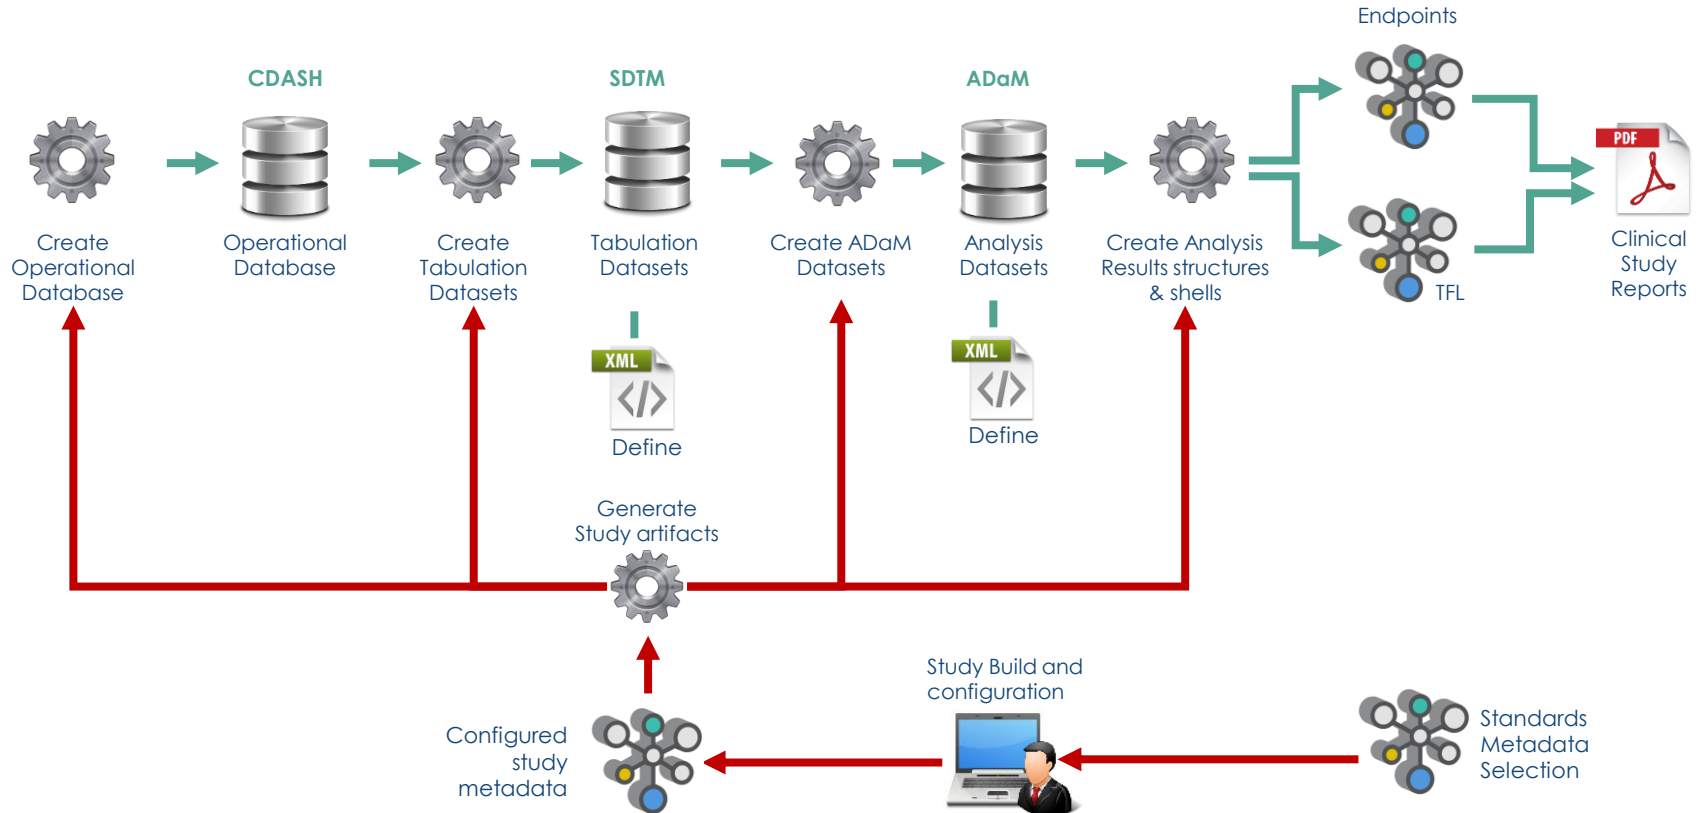 Endpoints
CDASH
SDTM
ADaM
PDF
Create
Operational
Database
Operational
Database
Create
Tabulation
Datasets
Tabulation
Datasets
Create ADaM
Datasets
Analysis
Datasets
Create Analysis
Results structures
& shells
TFL
Clinical
Study
Reports
XML
</>
Define
XML
</>
Define
Generate
Study artifacts
Study Build and
configuration
Configured
study
metadata
Standards
Metadata
Selection